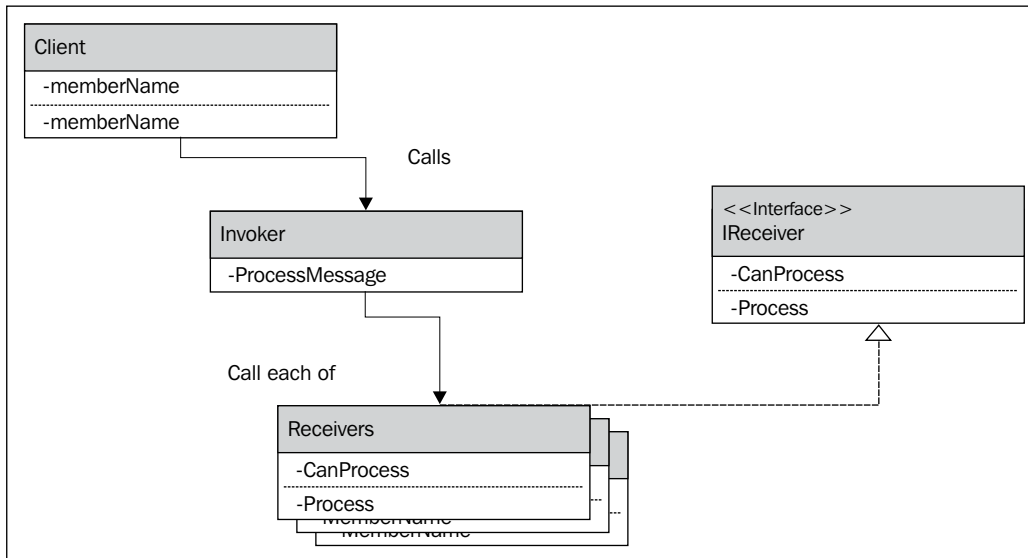 Client
-memberName
-memberName
Calls
Invoker
-ProcessMessage
<<Interface>>
IReceiver
-CanProcess
-Process
Call each of
Receivers
-CanProcess
-Process
MemberName
MemberName